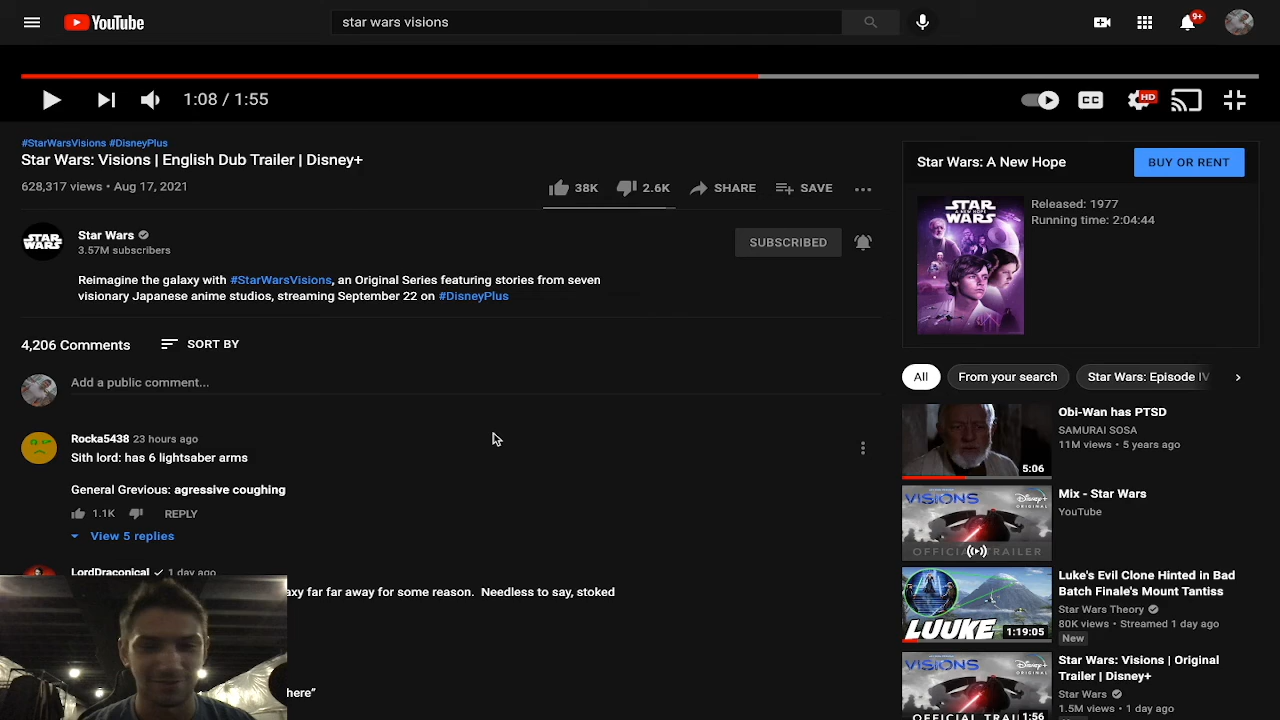 YouTube
star wars visions
9+
1:08 / 1:55
CC
HD
#StarWarsVisions #DisneyPlus
Star Wars: Visions | English Dub Trailer | Disney+
628,317 views • Aug 17, 2021
38K
2.6K
SHARE
SAVE
STAR WARS
Star Wars
3.57M subscribers
SUBSCRIBED
Reimagine the galaxy with #StarWarsVisions, an Original Series featuring stories from seven
visionary Japanese anime studios, streaming September 22 on #DisneyPlus
4,206 Comments
SORT BY
Add a public comment...
Rocka5438 23 hours ago
Sith lord: has 6 lightsaber arms
General Grevious: agressive coughing
1.1K
REPLY
View 5 replies
LordDraconical 1 day ago
axy far far away for some reason. Needless to say, stoked
here”
Star Wars: A New Hope
BUY OR RENT
STAR WARS
A NEW HOPE
Released: 1977
Running time: 2:04:44
All
From your search
Star Wars: Episode IV
Obi-Wan has PTSD
SAMURAI SOSA
11M views • 5 years ago
5:06
Mix - Star Wars
YouTube
VISIONS
Disney+
ORIGINAL
OFFICIAL TRAILER
Luke's Evil Clone Hinted in Bad
Batch Finale's Mount Tantiss
Star Wars Theory
80K views • Streamed 1 day ago
New
LUUKE
1:19:05
Star Wars: Visions | Original
Trailer | Disney+
Star Wars
1.5M views • 1 day ago
VISIONS
Disney+
ORIGINAL
1:56